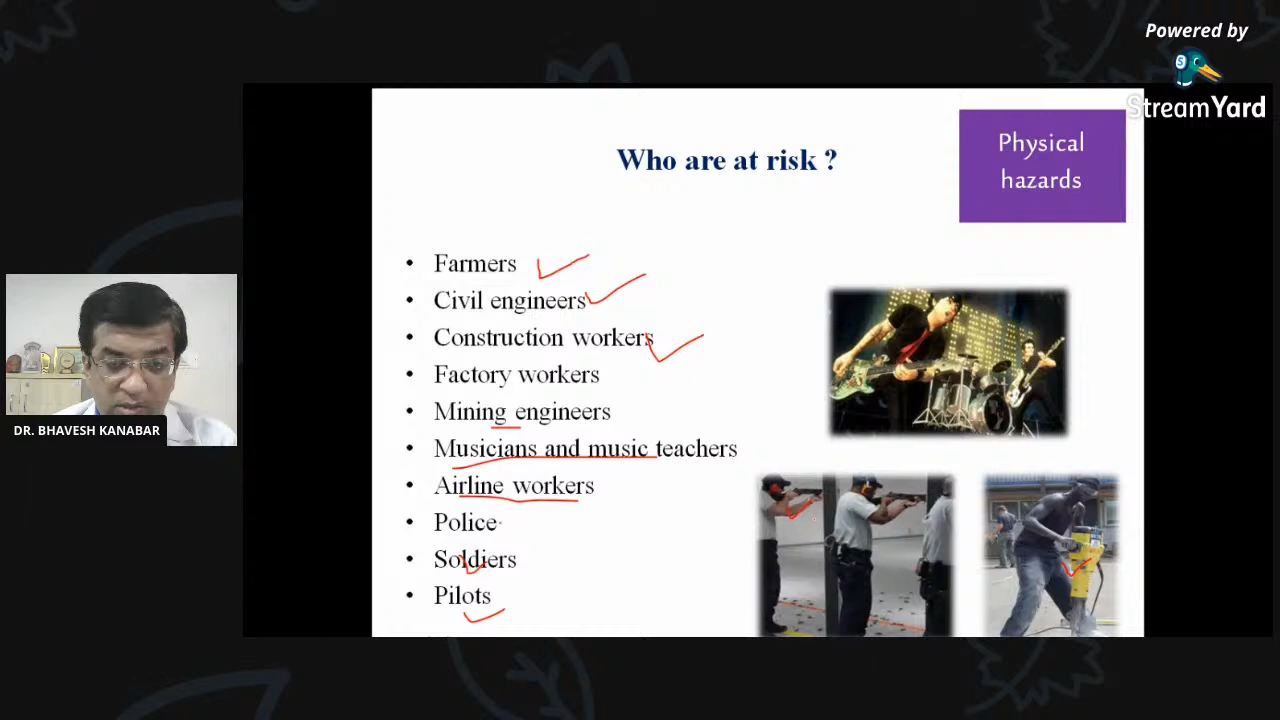 Powered by
StreamYard
Physical
hazards
Who are at risk ?
• Farmers
• Civil engineers
• Construction workers
• Factory workers
• Mining engineers
• Musicians and music teachers
• Airline workers
• Police
• Soldiers
• Pilots
DR. BHAVESH KANABAR